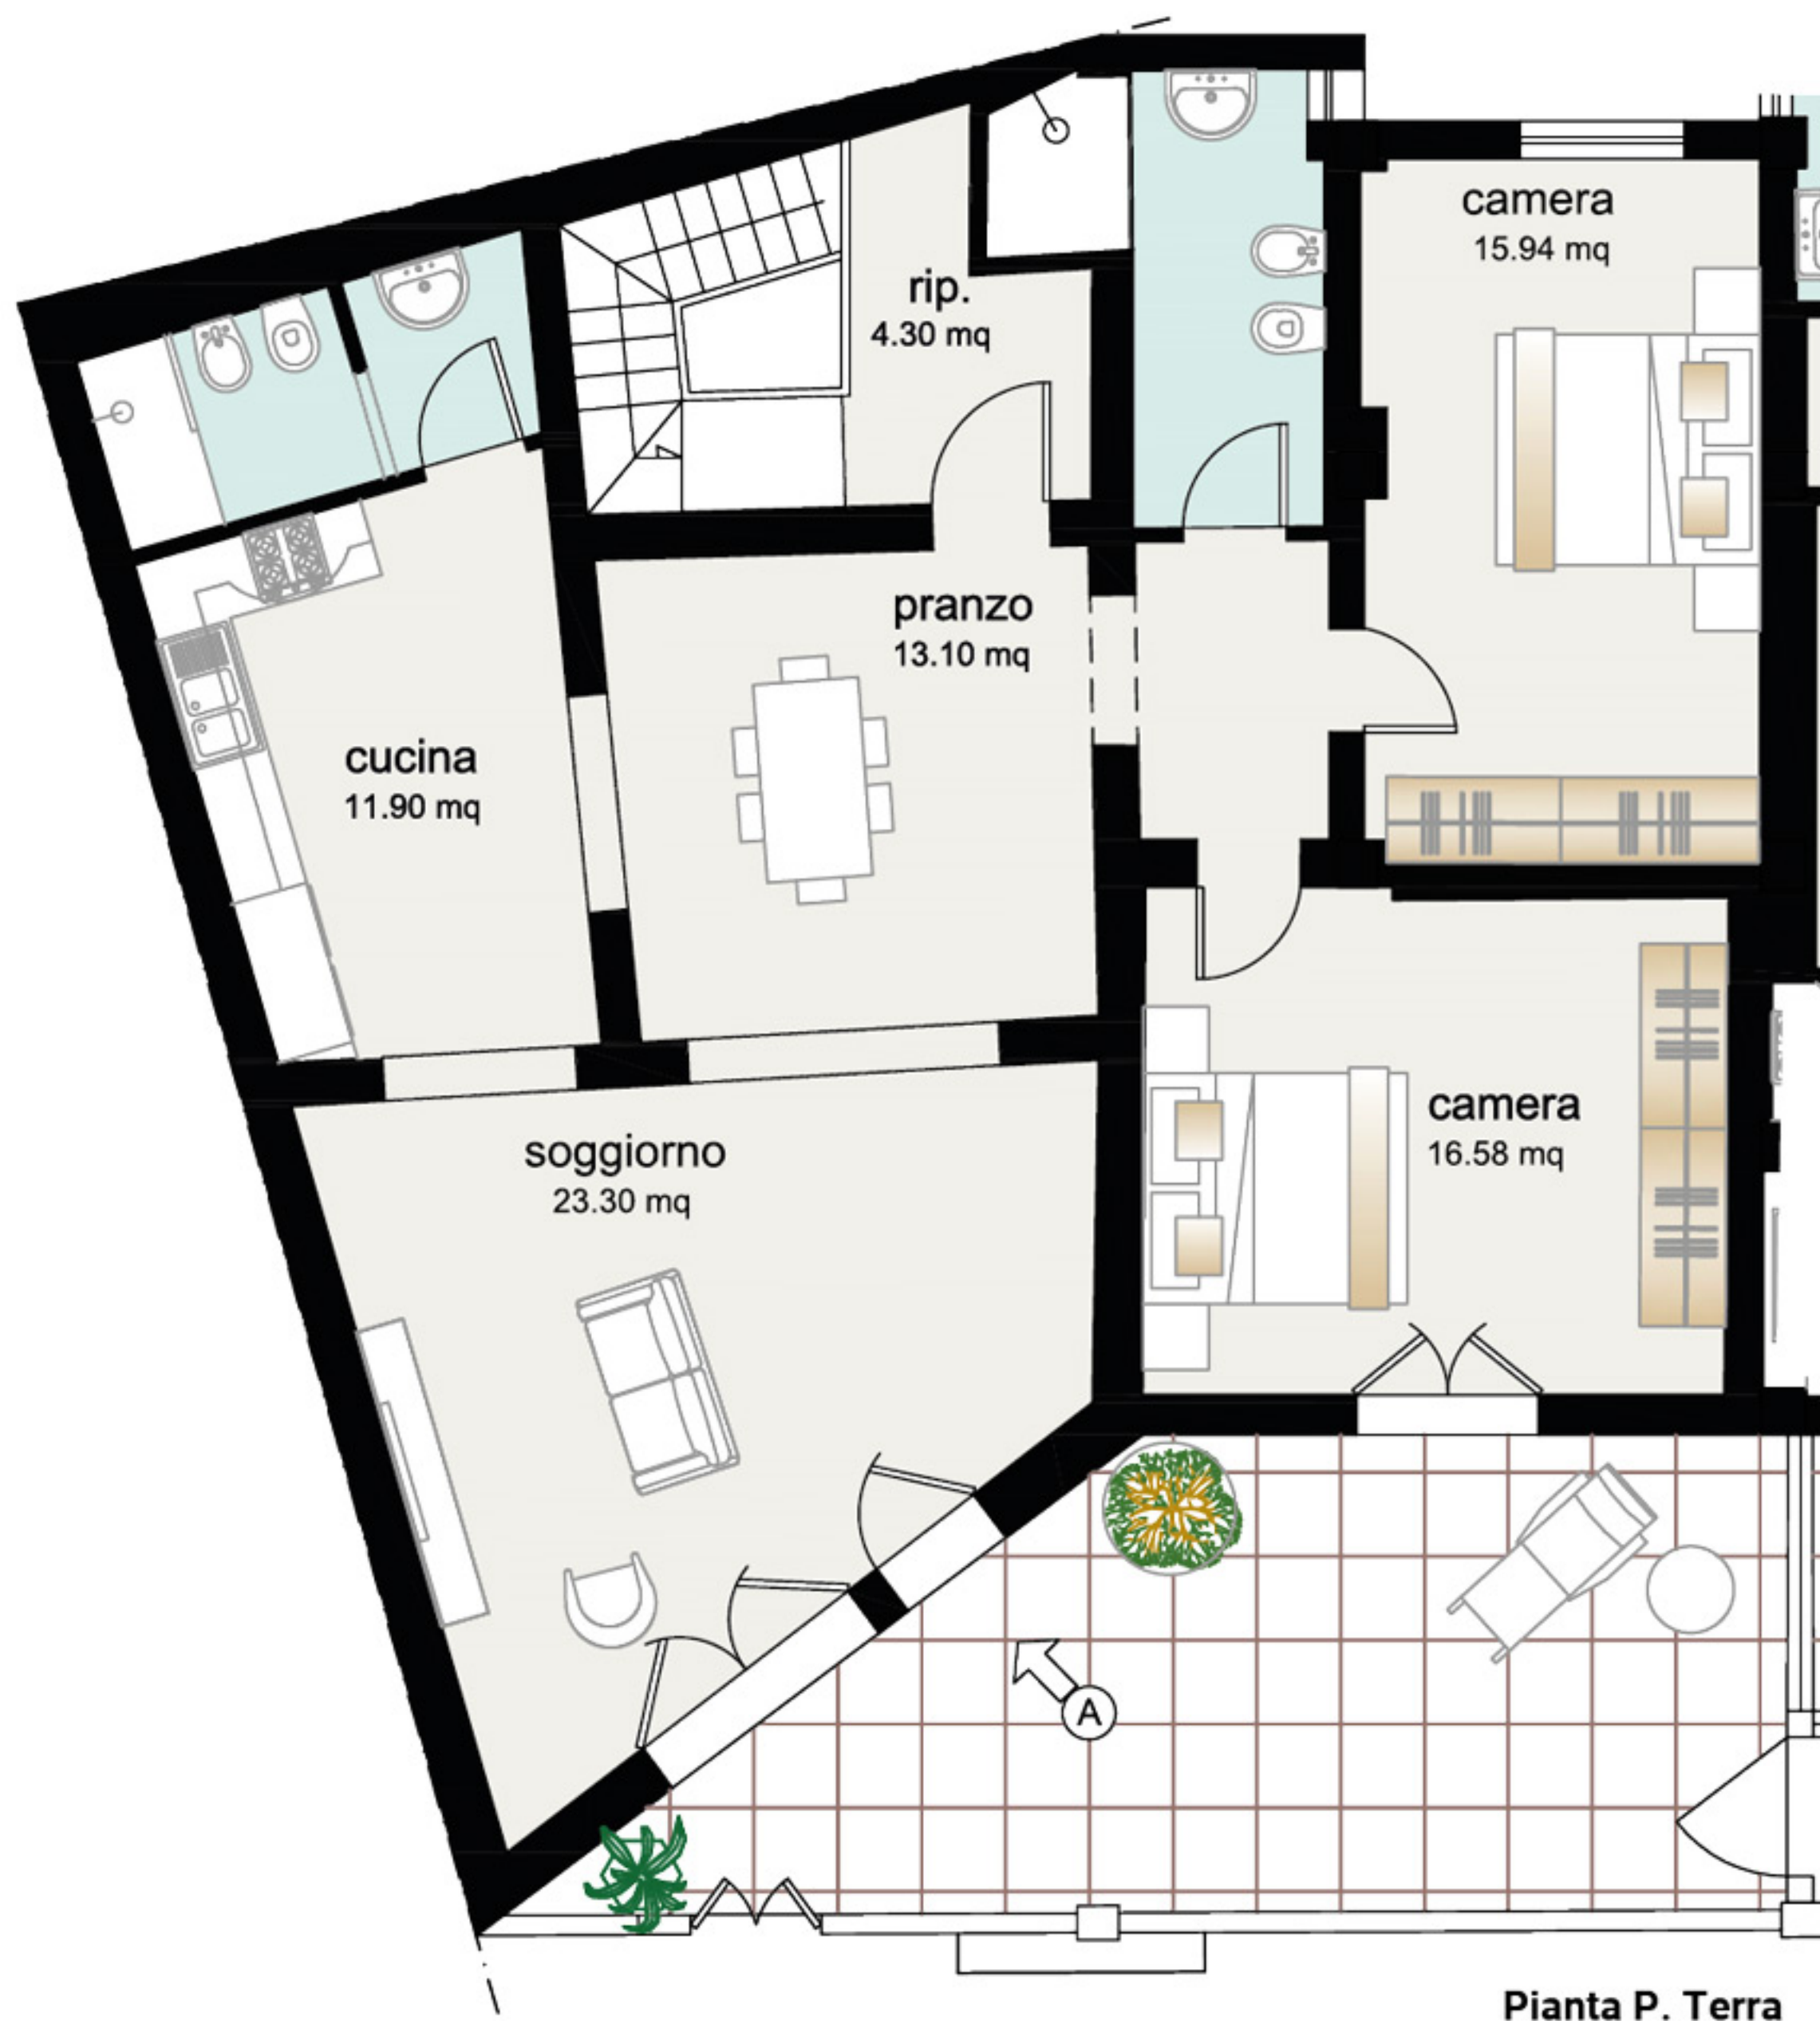 camera
15.94 mq
rip.
4.30 mq
pranzo
13.10 mq
cucina
11.90 mq
camera
16.58 mq
soggiorno
23.30 mq
A
Pianta P. Terra